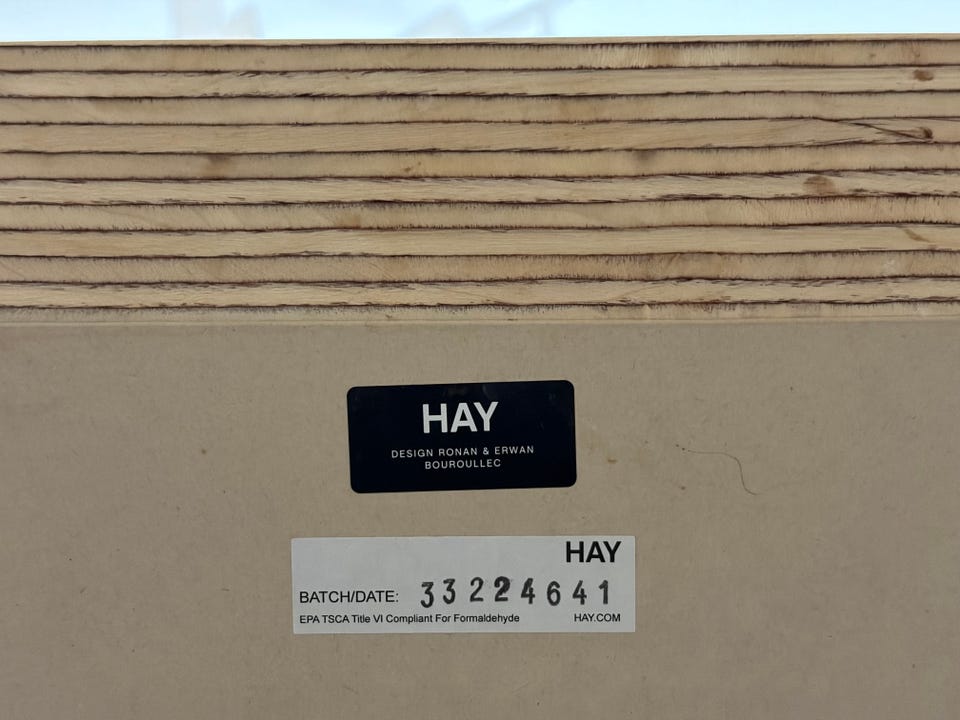 HAY
DESIGN RONAN & ERWAN
BOUROULLEC
HAY
BATCH/DATE: 33224641
EPA TSCA Title VI Compliant For Formaldehyde HAY.COM